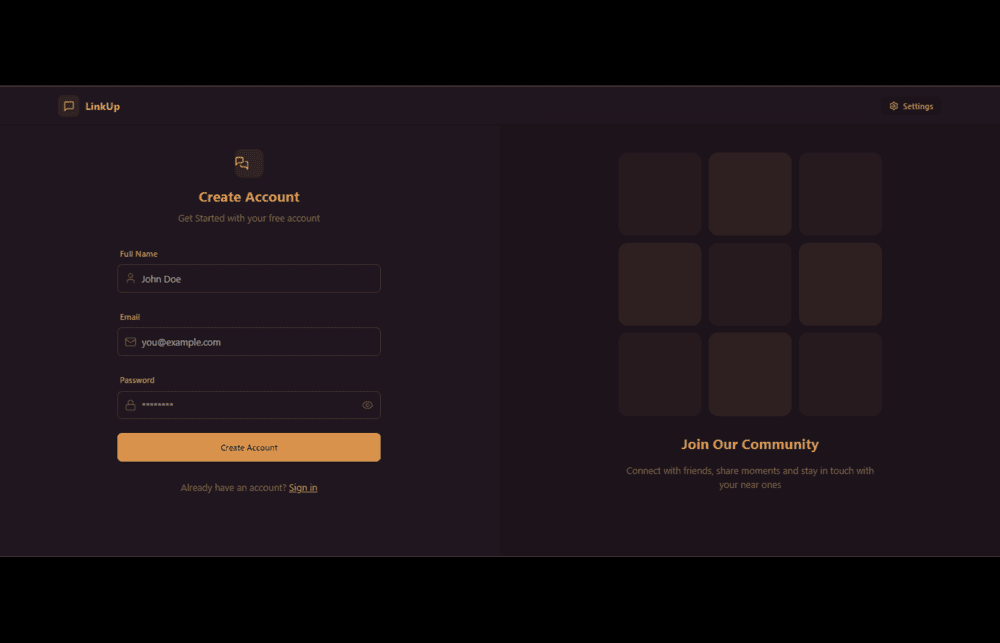 LinkUp
Settings
Create Account
Get Started with your free account
Full Name
John Doe
Email
you@example.com
Password
••••••••
Create Account
Already have an account? Sign in
Join Our Community
Connect with friends, share moments and stay in touch with
your near ones